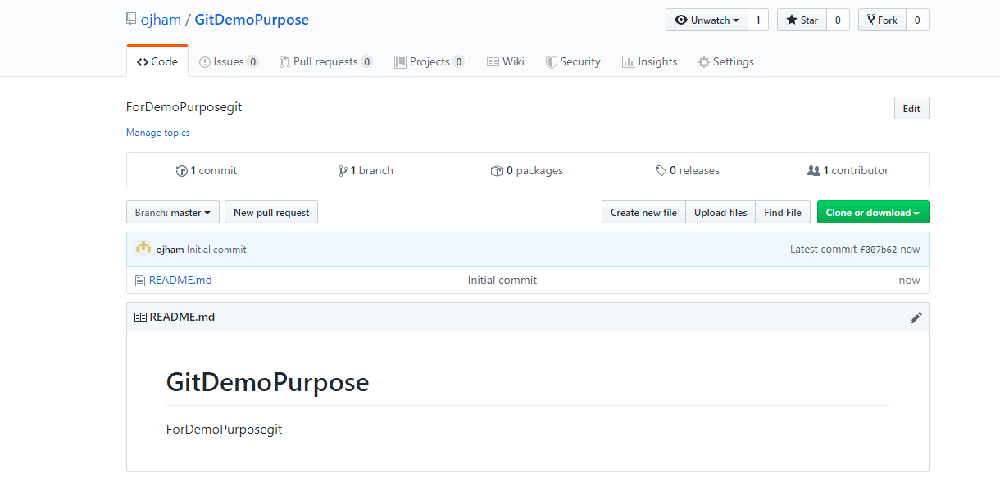 ojham / GitDemoPurpose
Unwatch 1 Star 0 Fork 0
Code Issues 0 Pull requests 0 Projects 0 Wiki Security Insights Settings
ForDemoPurposegit
Edit
Manage topics
1 commit 1 branch 0 packages 0 releases 1 contributor
Branch: master New pull request Create new file Upload files Find File Clone or download
ojham Initial commit Latest commit f007b62 now
README.md Initial commit now
README.md
GitDemoPurpose
ForDemoPurposegit